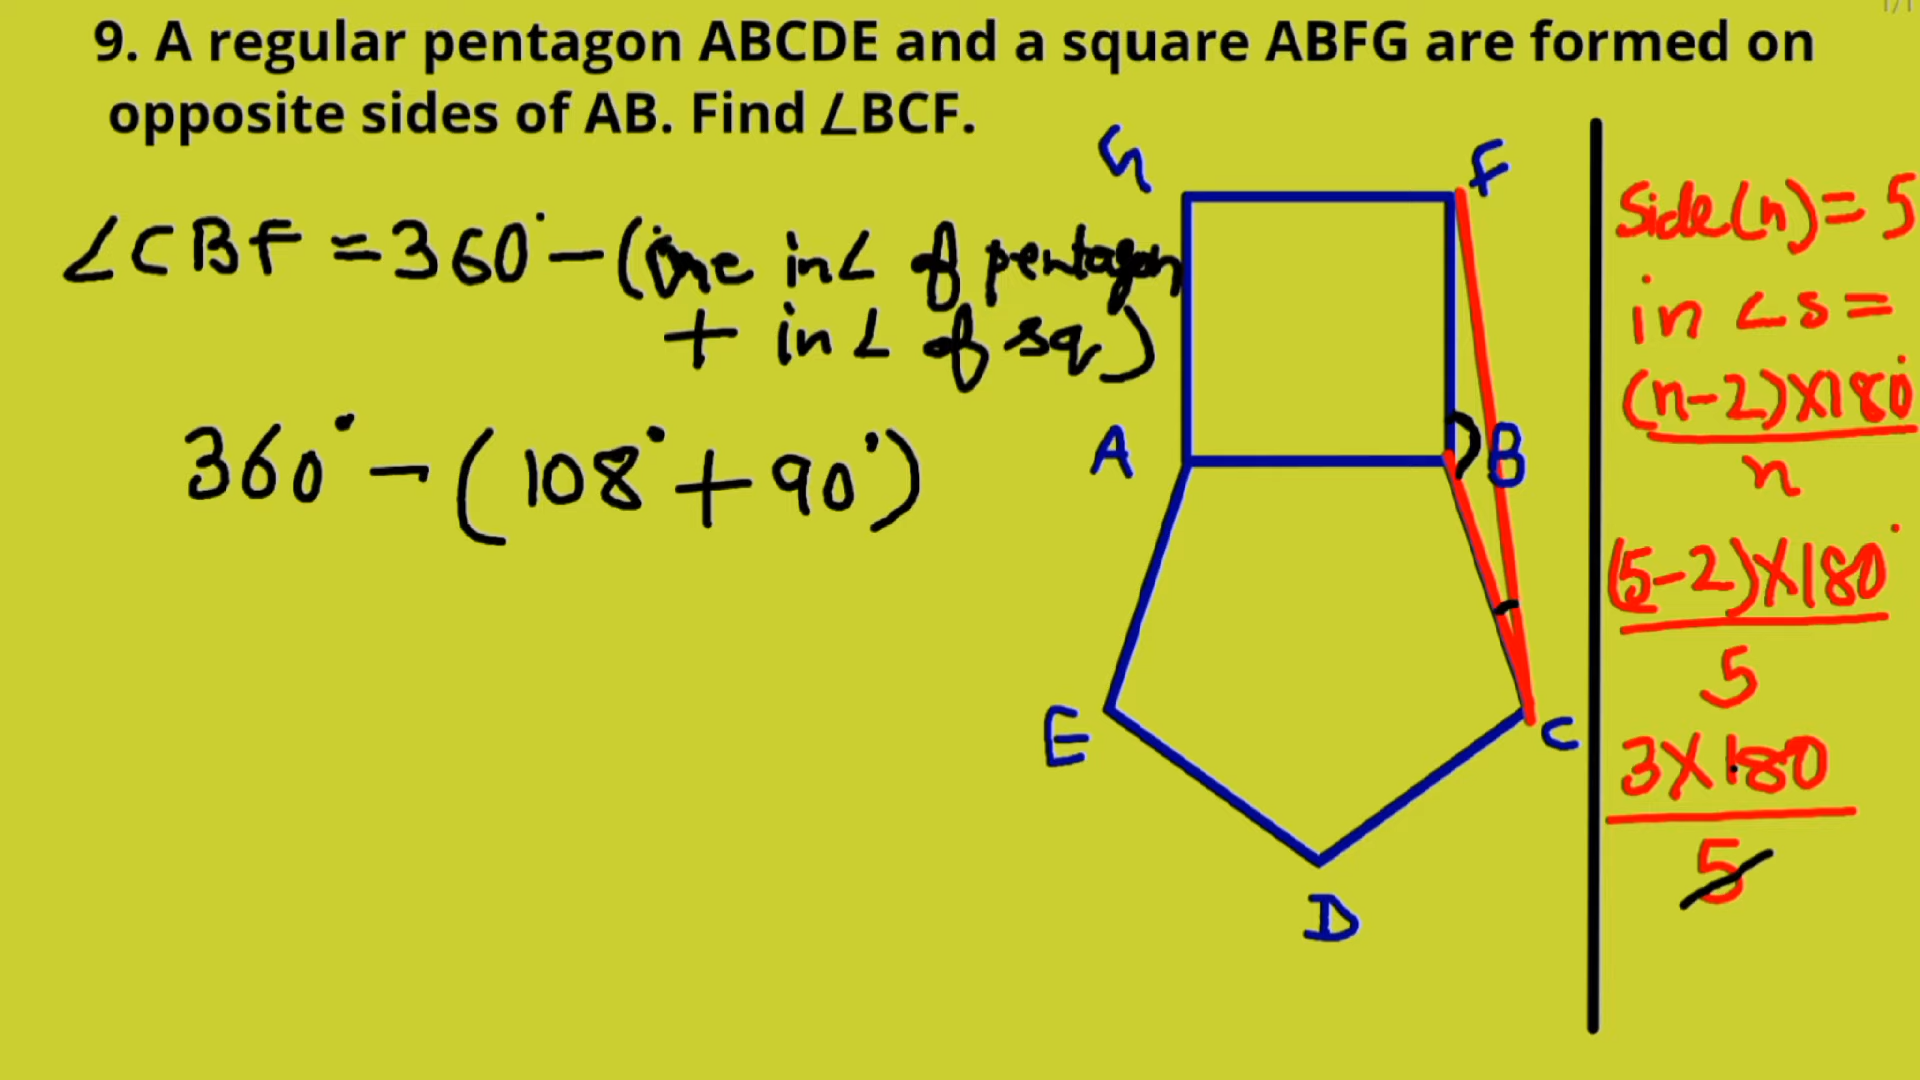 9. A regular pentagon ABCDE and a square ABFG are formed on
opposite sides of AB. Find ∠BCF.
∠CBF = 360° – (one in∠ of pentagon
+ in∠ of sq)
360° – (108° + 90°)
G
F
A
B
E
C
D
Side(n) = 5
in ∠s =
(n-2)×180°
n
(5-2)×180°
5
3×180
5